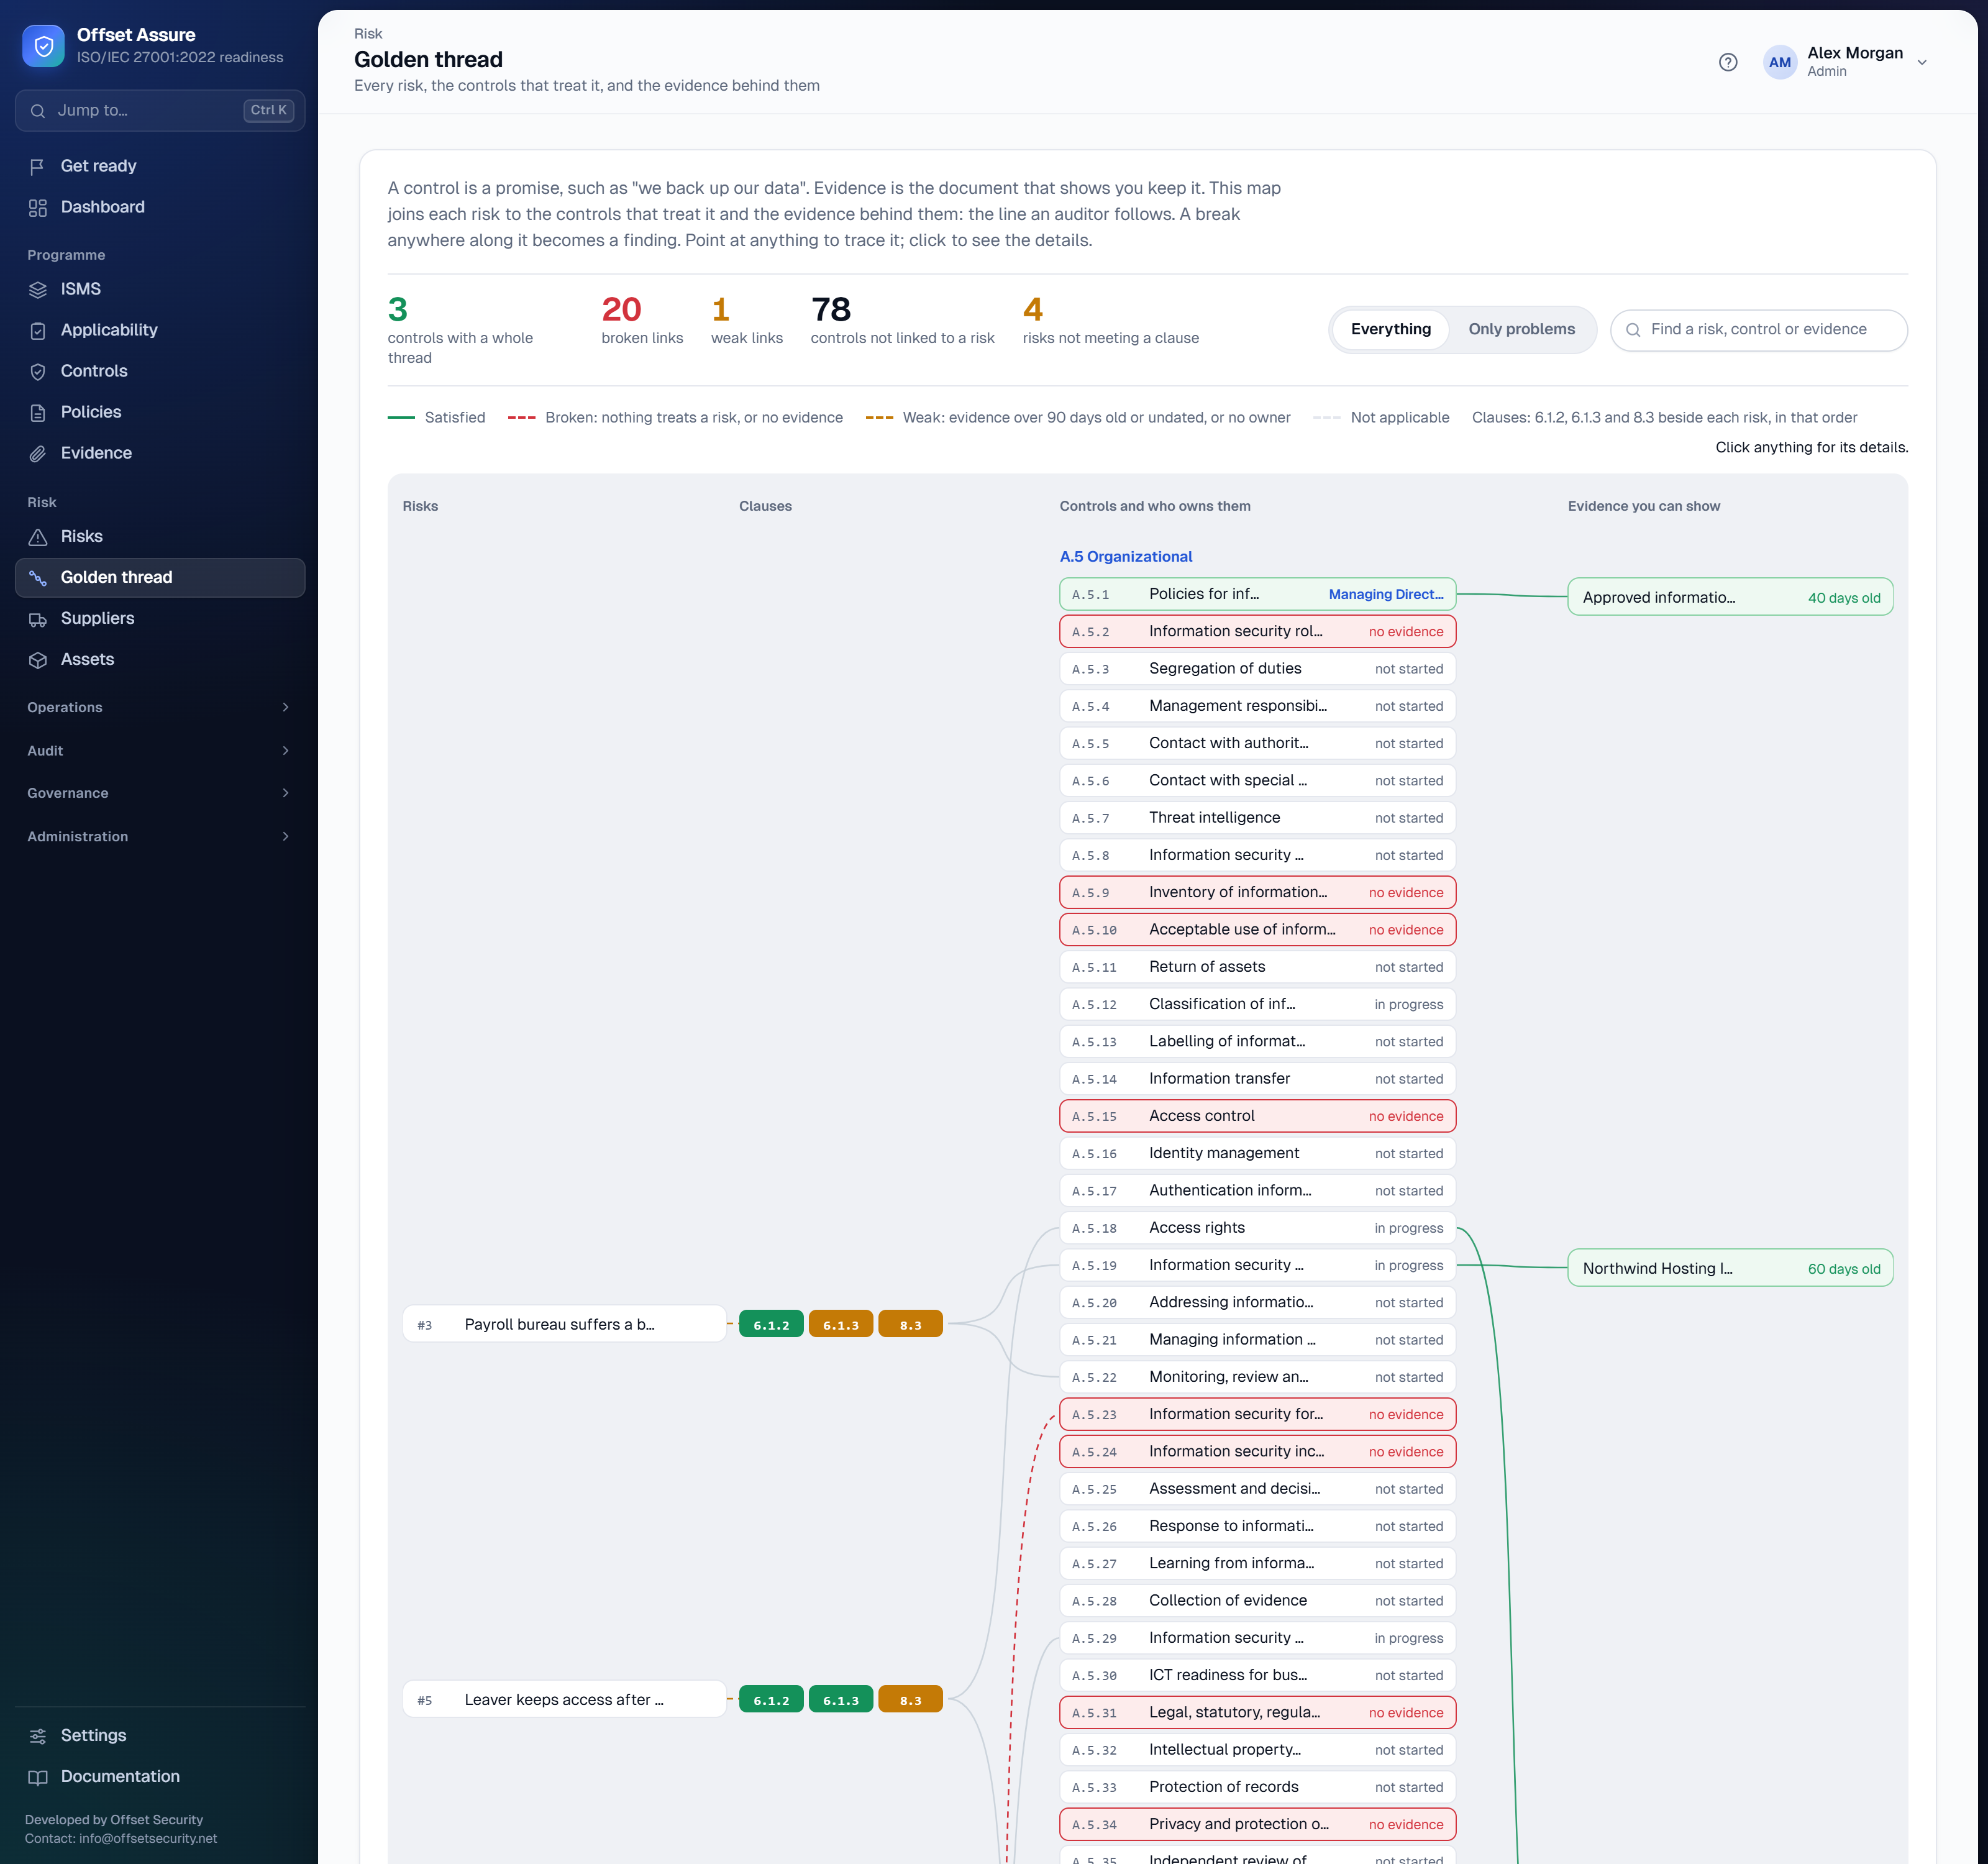 Offset Assure
ISO/IEC 27001:2022 readiness
Jump to...
Ctrl K
Get ready
Dashboard
Programme
ISMS
Applicability
Controls
Policies
Evidence
Risk
Risks
Golden thread
Suppliers
Assets
Operations
Audit
Governance
Administration
Settings
Documentation
Developed by Offset Security
Contact: info@offsetsecurity.net
Risk
Golden thread
Every risk, the controls that treat it, and the evidence behind them
AM
Alex Morgan
Admin
A control is a promise, such as "we back up our data". Evidence is the document that shows you keep it. This map
joins each risk to the controls that treat it and the evidence behind them: the line an auditor follows. A break
anywhere along it becomes a finding. Point at anything to trace it; click to see the details.
3
controls with a whole
thread
20
broken links
1
weak links
78
controls not linked to a risk
4
risks not meeting a clause
Everything
Only problems
Find a risk, control or evidence
Satisfied
Broken: nothing treats a risk, or no evidence
Weak: evidence over 90 days old or undated, or no owner
Not applicable
Clauses: 6.1.2, 6.1.3 and 8.3 beside each risk, in that order
Click anything for its details.
Risks
Clauses
Controls and who owns them
Evidence you can show
A.5 Organizational
A.5.1 Policies for inf... Managing Direct...
Approved informatio... 40 days old
A.5.2 Information security rol... no evidence
A.5.3 Segregation of duties not started
A.5.4 Management responsibi... not started
A.5.5 Contact with authorit... not started
A.5.6 Contact with special ... not started
A.5.7 Threat intelligence not started
A.5.8 Information security ... not started
A.5.9 Inventory of information... no evidence
A.5.10 Acceptable use of inform... no evidence
A.5.11 Return of assets not started
A.5.12 Classification of inf... in progress
A.5.13 Labelling of informat... not started
A.5.14 Information transfer not started
A.5.15 Access control no evidence
A.5.16 Identity management not started
A.5.17 Authentication inform... not started
A.5.18 Access rights in progress
A.5.19 Information security ... in progress
Northwind Hosting I... 60 days old
A.5.20 Addressing informatio... not started
#3 Payroll bureau suffers a b... 6.1.2 6.1.3 8.3
A.5.21 Managing information ... not started
A.5.22 Monitoring, review an... not started
A.5.23 Information security for... no evidence
A.5.24 Information security inc... no evidence
A.5.25 Assessment and decisi... not started
A.5.26 Response to informati... not started
A.5.27 Learning from informa... not started
A.5.28 Collection of evidence not started
A.5.29 Information security ... in progress
A.5.30 ICT readiness for bus... not started
#5 Leaver keeps access after ... 6.1.2 6.1.3 8.3
A.5.31 Legal, statutory, regula... no evidence
A.5.32 Intellectual property... not started
A.5.33 Protection of records not started
A.5.34 Privacy and protection o... no evidence
A.5.35 Independent review of not started